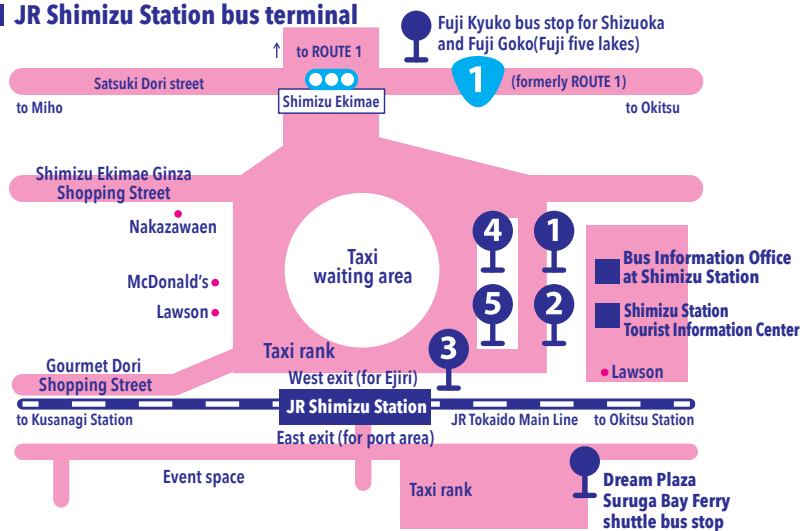 JR Shimizu Station bus terminal
Fuji Kyuko bus stop for Shizuoka
and Fuji Goko(Fuji five lakes)
↑ to ROUTE 1
Satsuki Dori street
1
(formerly ROUTE 1)
Shimizu Ekimae
to Miho
to Okitsu
Shimizu Ekimae Ginza
Shopping Street
Nakazawaen
4
1
Taxi
waiting area
Bus Information Office
at Shimizu Station
McDonald's
Lawson
5
2
Shimizu Station
Tourist Information Center
Taxi rank
3
Gourmet Dori
Shopping Street
Lawson
West exit (for Ejiri)
JR Shimizu Station
to Kusanagi Station
JR Tokaido Main Line
to Okitsu Station
East exit (for port area)
Event space
Taxi rank
Dream Plaza
Suruga Bay Ferry
shuttle bus stop